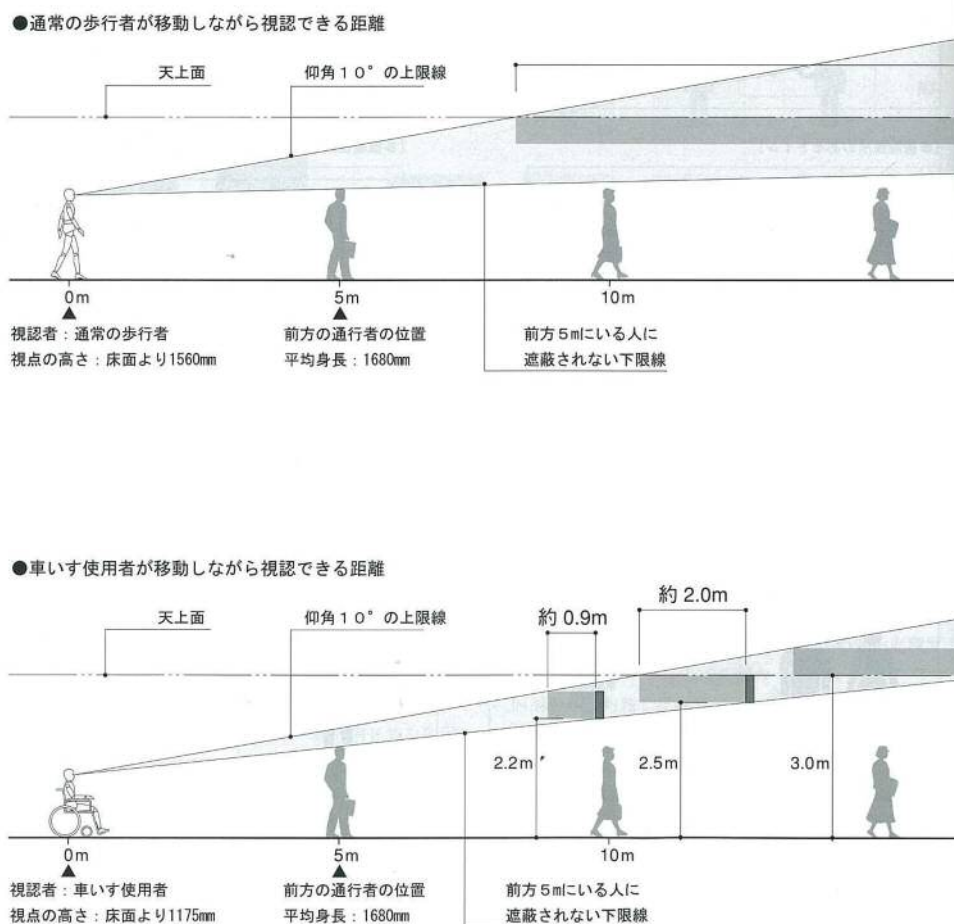 ●通常の歩行者が移動しながら視認できる距離
天上面
仰角10°の上限線
0m
5m
10m
視認者：通常の歩行者
視点の高さ：床面より1560mm
前方の通行者の位置
平均身長：1680mm
前方5mにいる人に
遮蔽されない下限線
●車いす使用者が移動しながら視認できる距離
天上面
仰角10°の上限線
約0.9m
約2.0m
2.2m
2.5m
3.0m
0m
5m
10m
視認者：車いす使用者
視点の高さ：床面より1175mm
前方の通行者の位置
平均身長：1680mm
前方5mにいる人に
遮蔽されない下限線